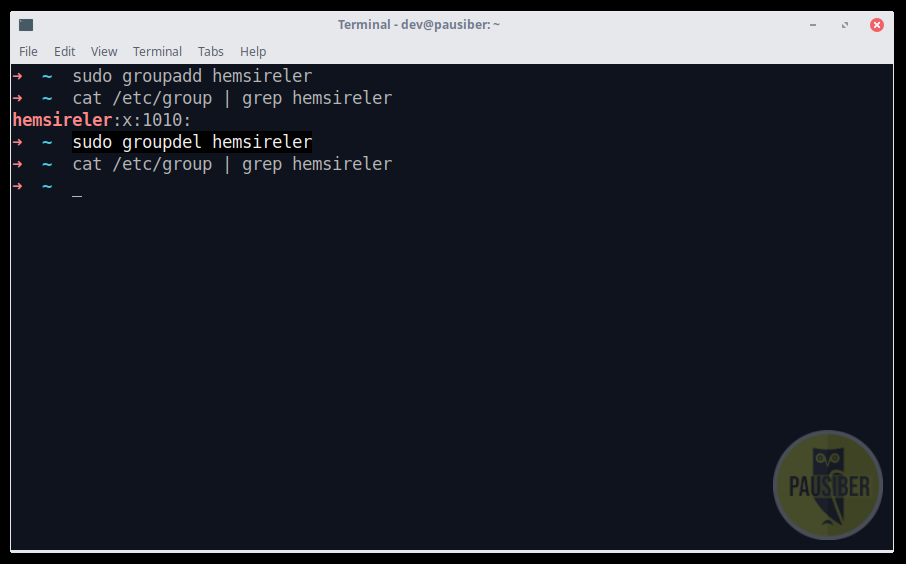 Terminal - dev@pausiber: ~
File Edit View Terminal Tabs Help
➜ ~ sudo groupadd hemsireler
➜ ~ cat /etc/group | grep hemsireler
hemsireler:x:1010:
➜ ~ sudo groupdel hemsireler
➜ ~ cat /etc/group | grep hemsireler
➜ ~ _
PAUSIBER